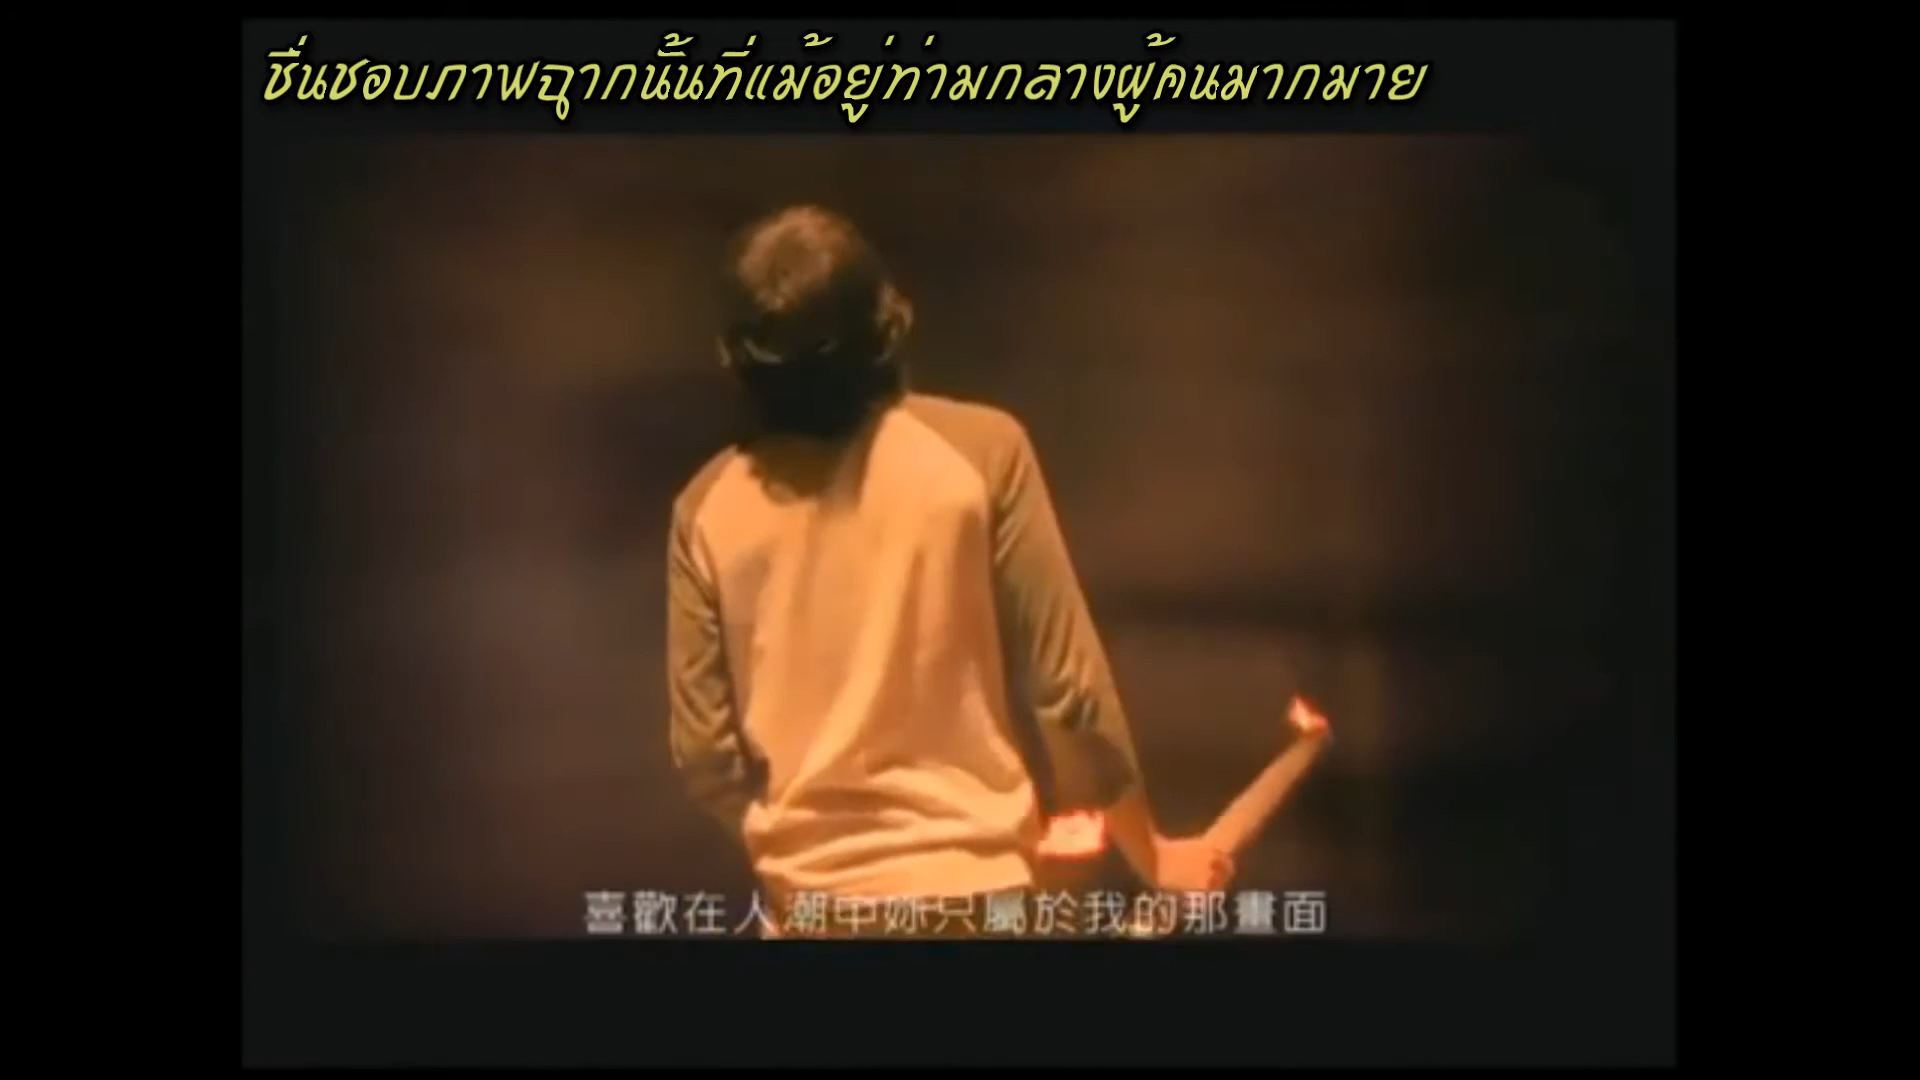 ชื่นชอบภาพฉากนั้นที่แม้อยู่ท่ามกลางผู้คนมากมาย
喜歡在人潮中妳只屬於我的那畫面